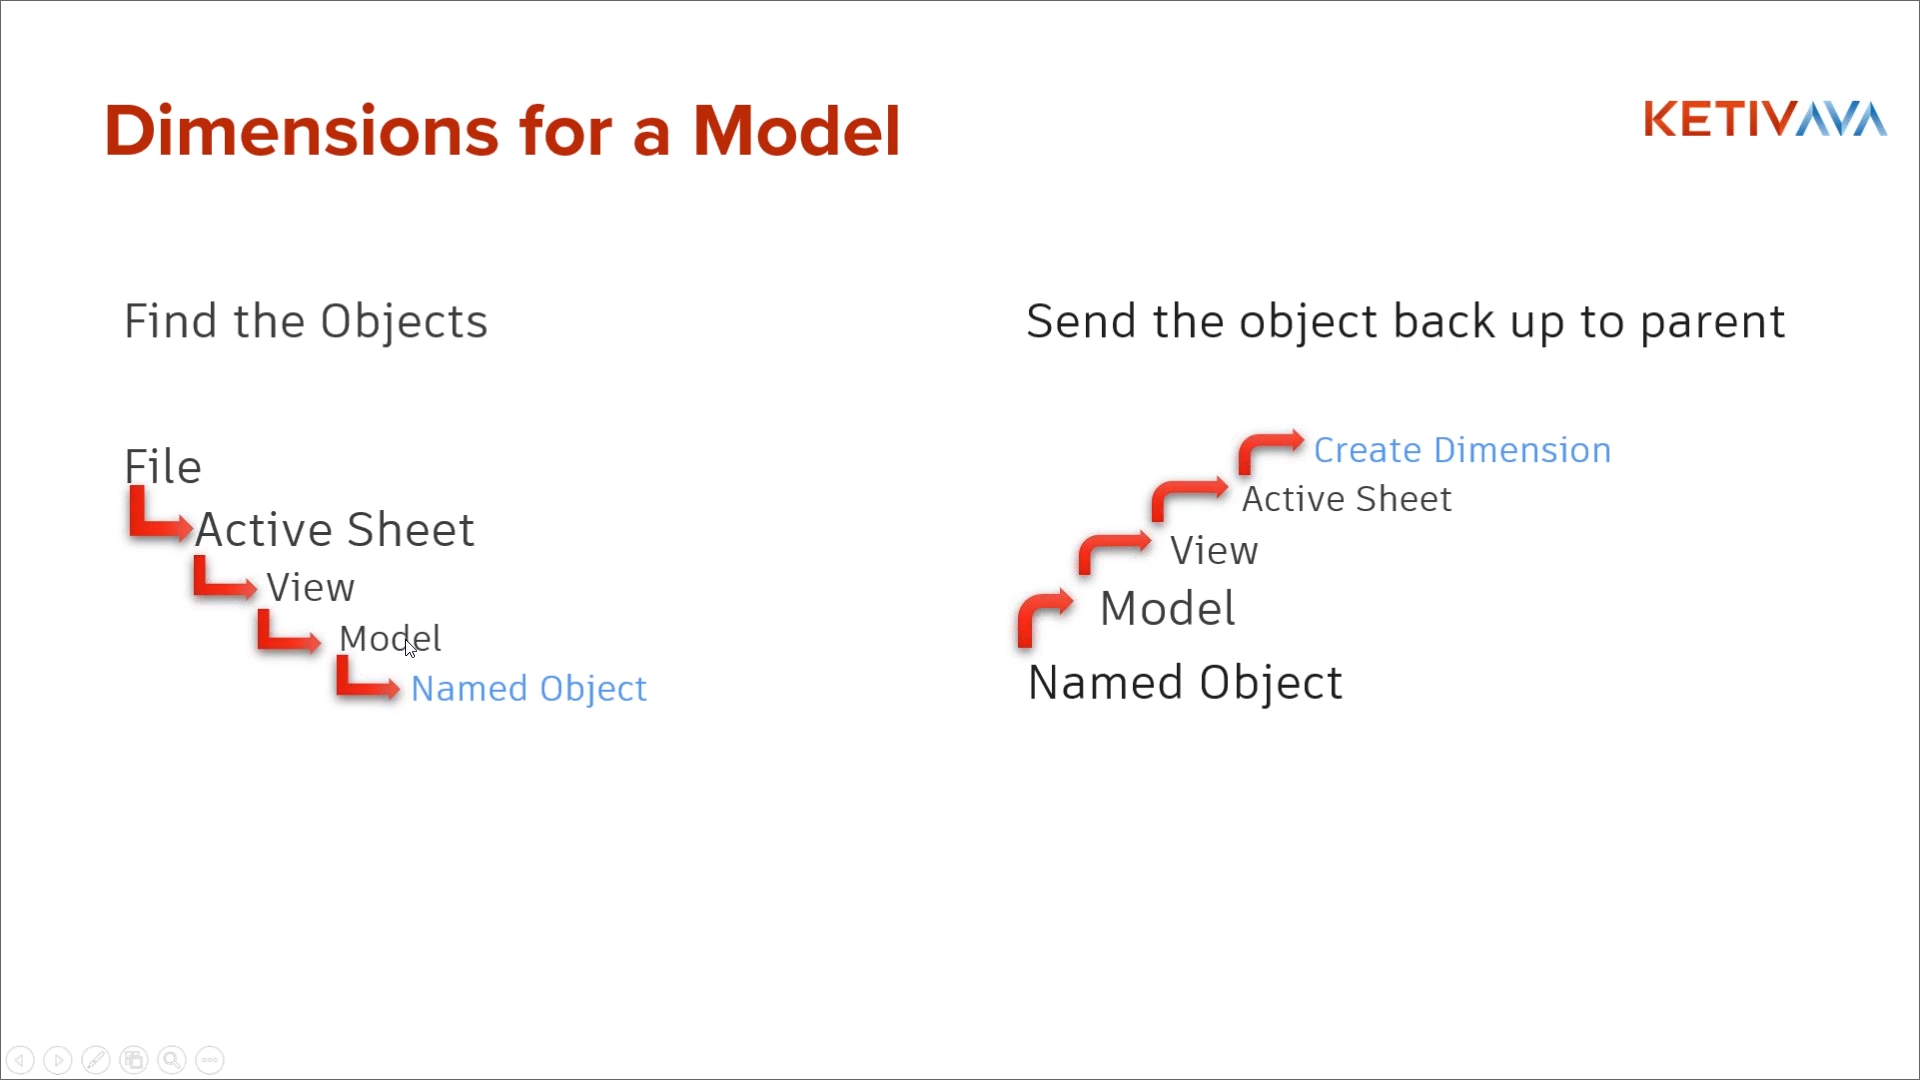 Dimensions for a Model
KETIVAVA
Find the Objects
File
Active Sheet
View
Model
Named Object
Send the object back up to parent
Create Dimension
Active Sheet
View
Model
Named Object